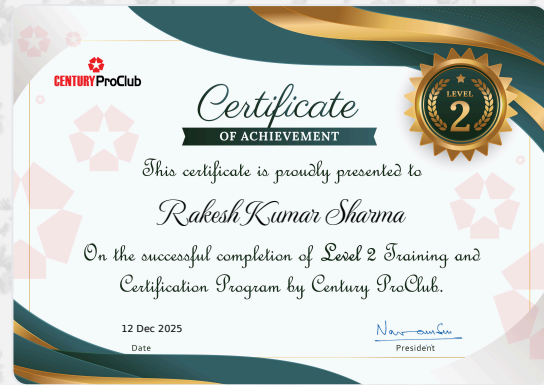 CENTURY ProClub
LEVEL
2
Certificate
OF ACHIEVEMENT
This certificate is proudly presented to
Rakesh Kumar Sharma
On the successful completion of Level 2 Training and
Certification Program by Century ProClub.
12 Dec 2025
Date
President